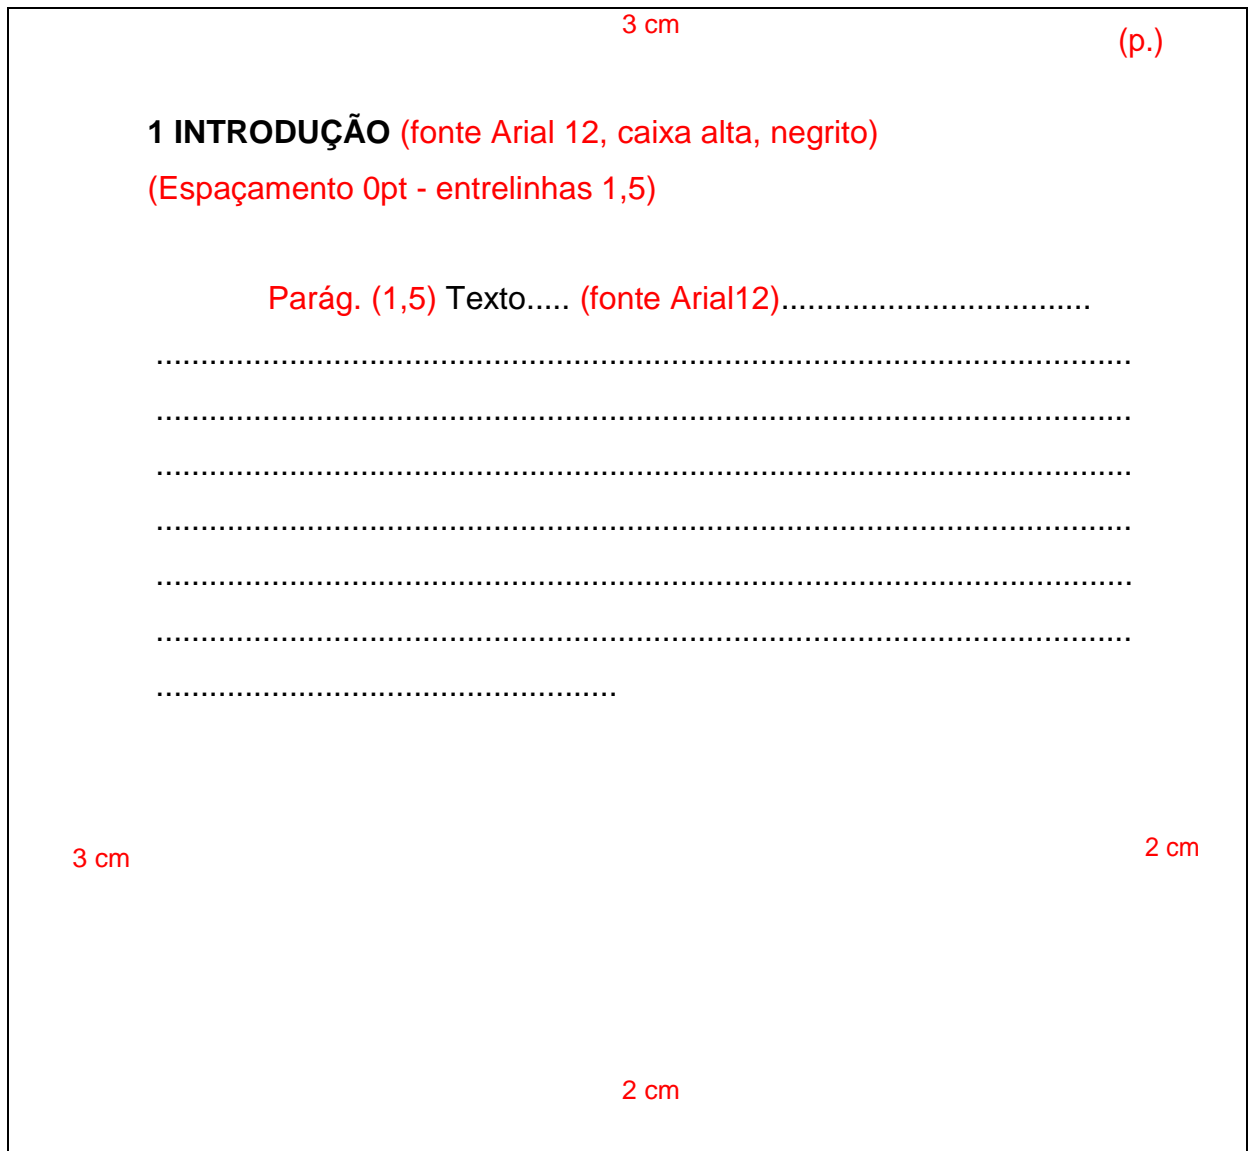 3 cm
(p.)
1 INTRODUÇÃO (fonte Arial 12, caixa alta, negrito)
(Espaçamento 0pt - entrelinhas 1,5)
Parág. (1,5) Texto..... (fonte Arial12)...................................
..............................................................................................................
..............................................................................................................
..............................................................................................................
..............................................................................................................
..............................................................................................................
..............................................................................................................
....................................................
3 cm
2 cm
2 cm